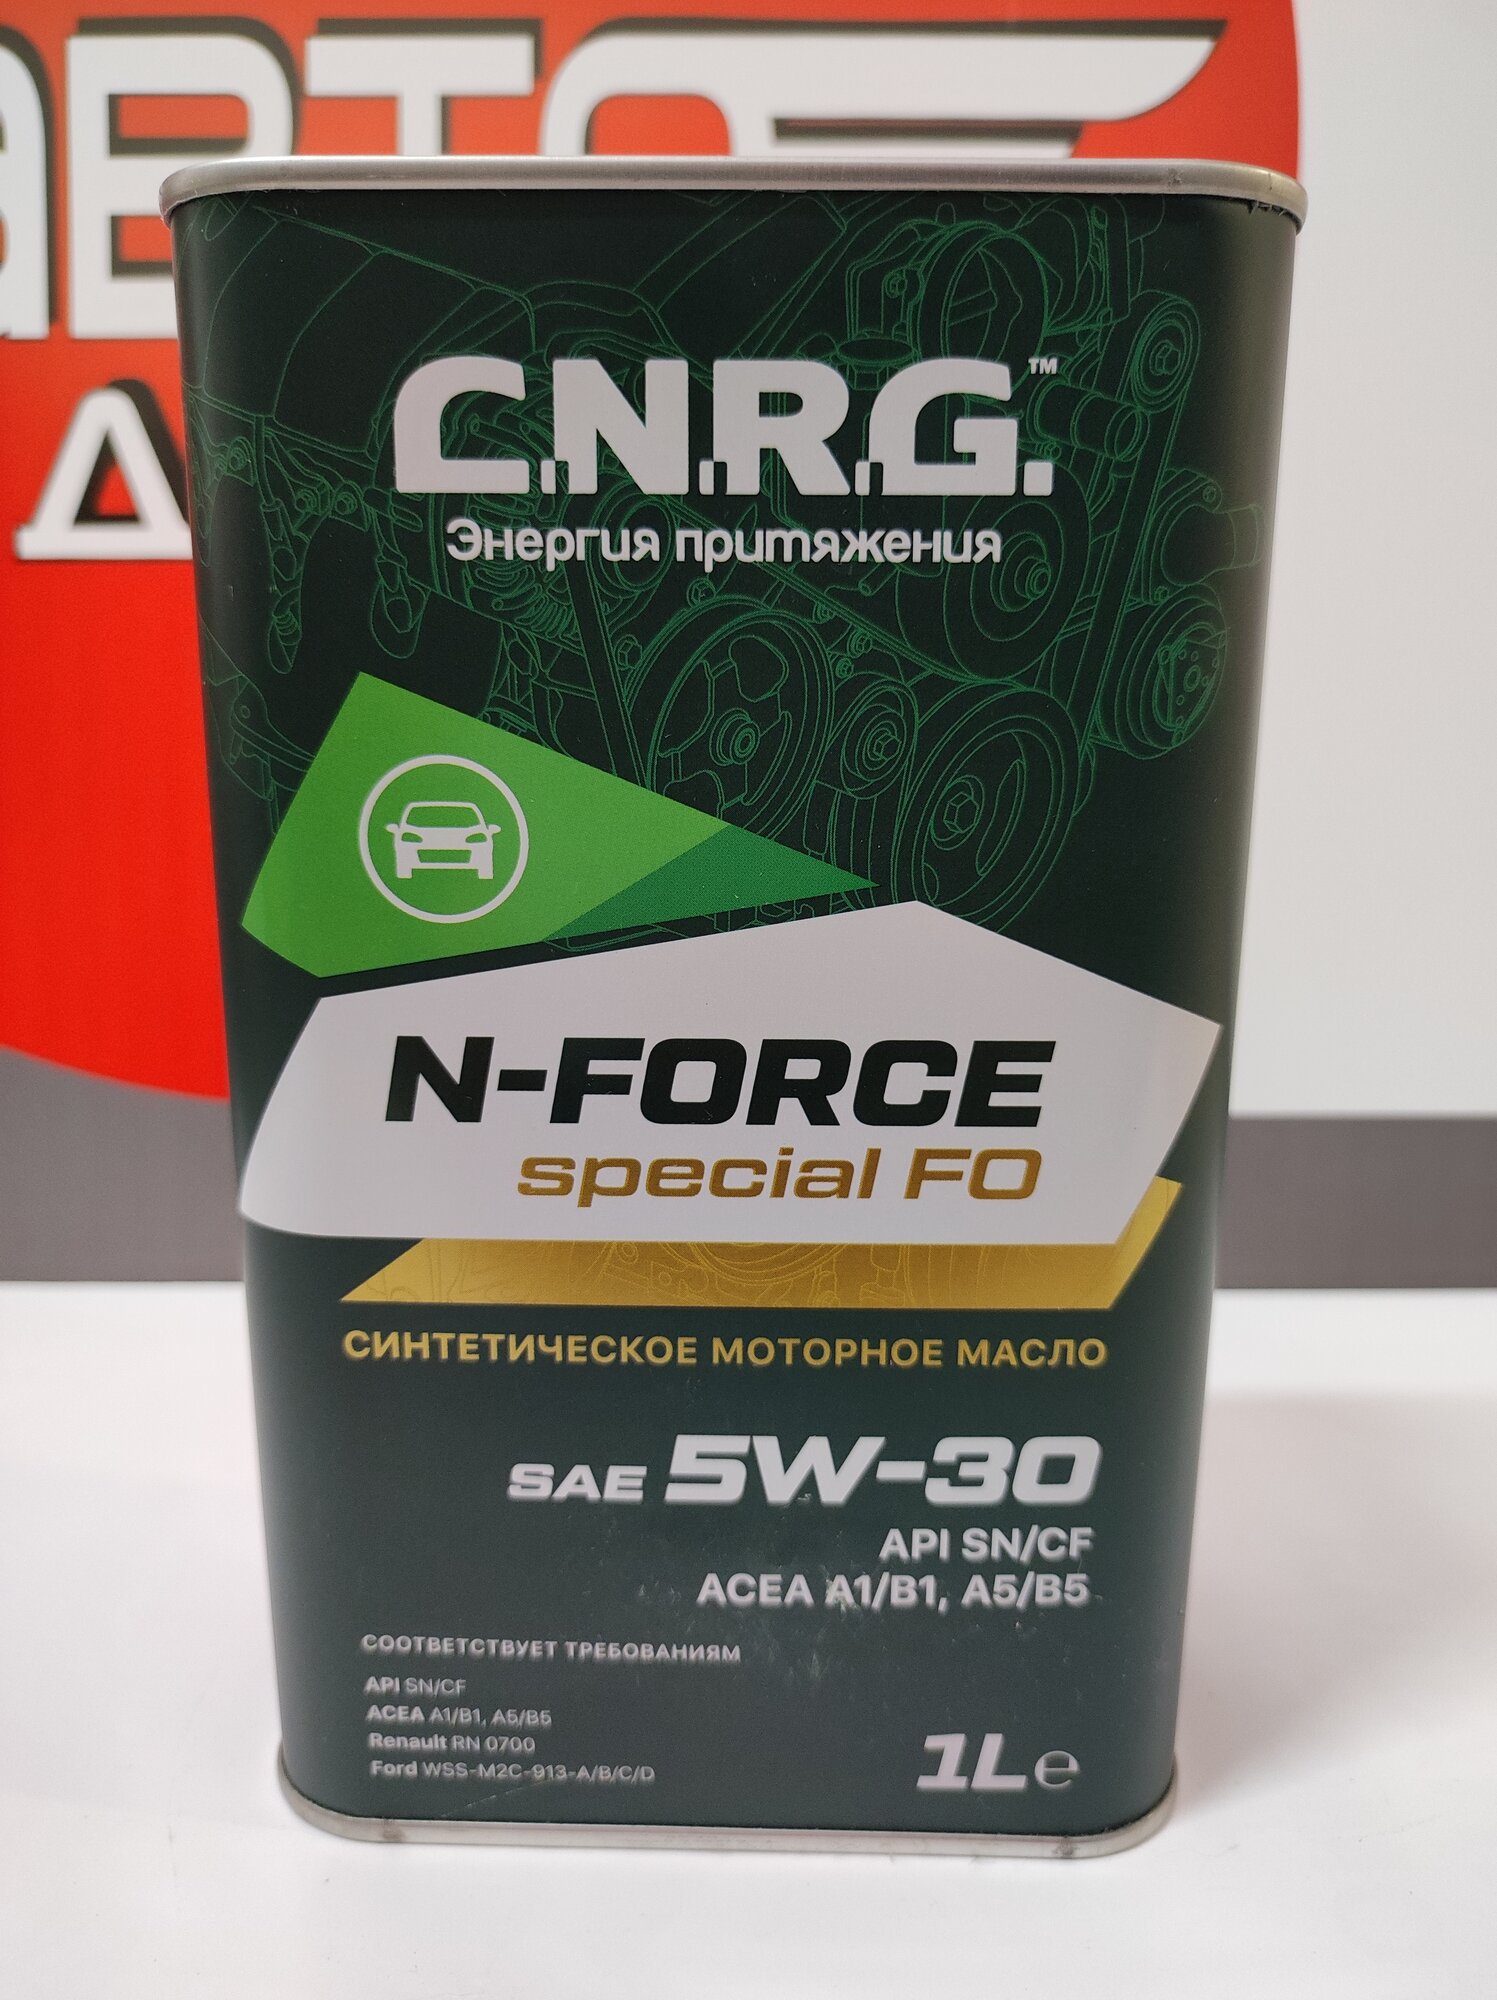 АВТО
C.N.R.G.™
Энергия притяжения
N-FORCE
special FO
СИНТЕТИЧЕСКОЕ МОТОРНОЕ МАСЛО
SAE 5W-30
API SN/CF
ACEA A1/B1, A5/B5
СООТВЕТСТВУЕТ ТРЕБОВАНИЯМ
API SN/CF
ACEA A1/B1, A5/B5
Renault RN 0700
Ford WSS-M2C-913-A/B/C/D
1L e